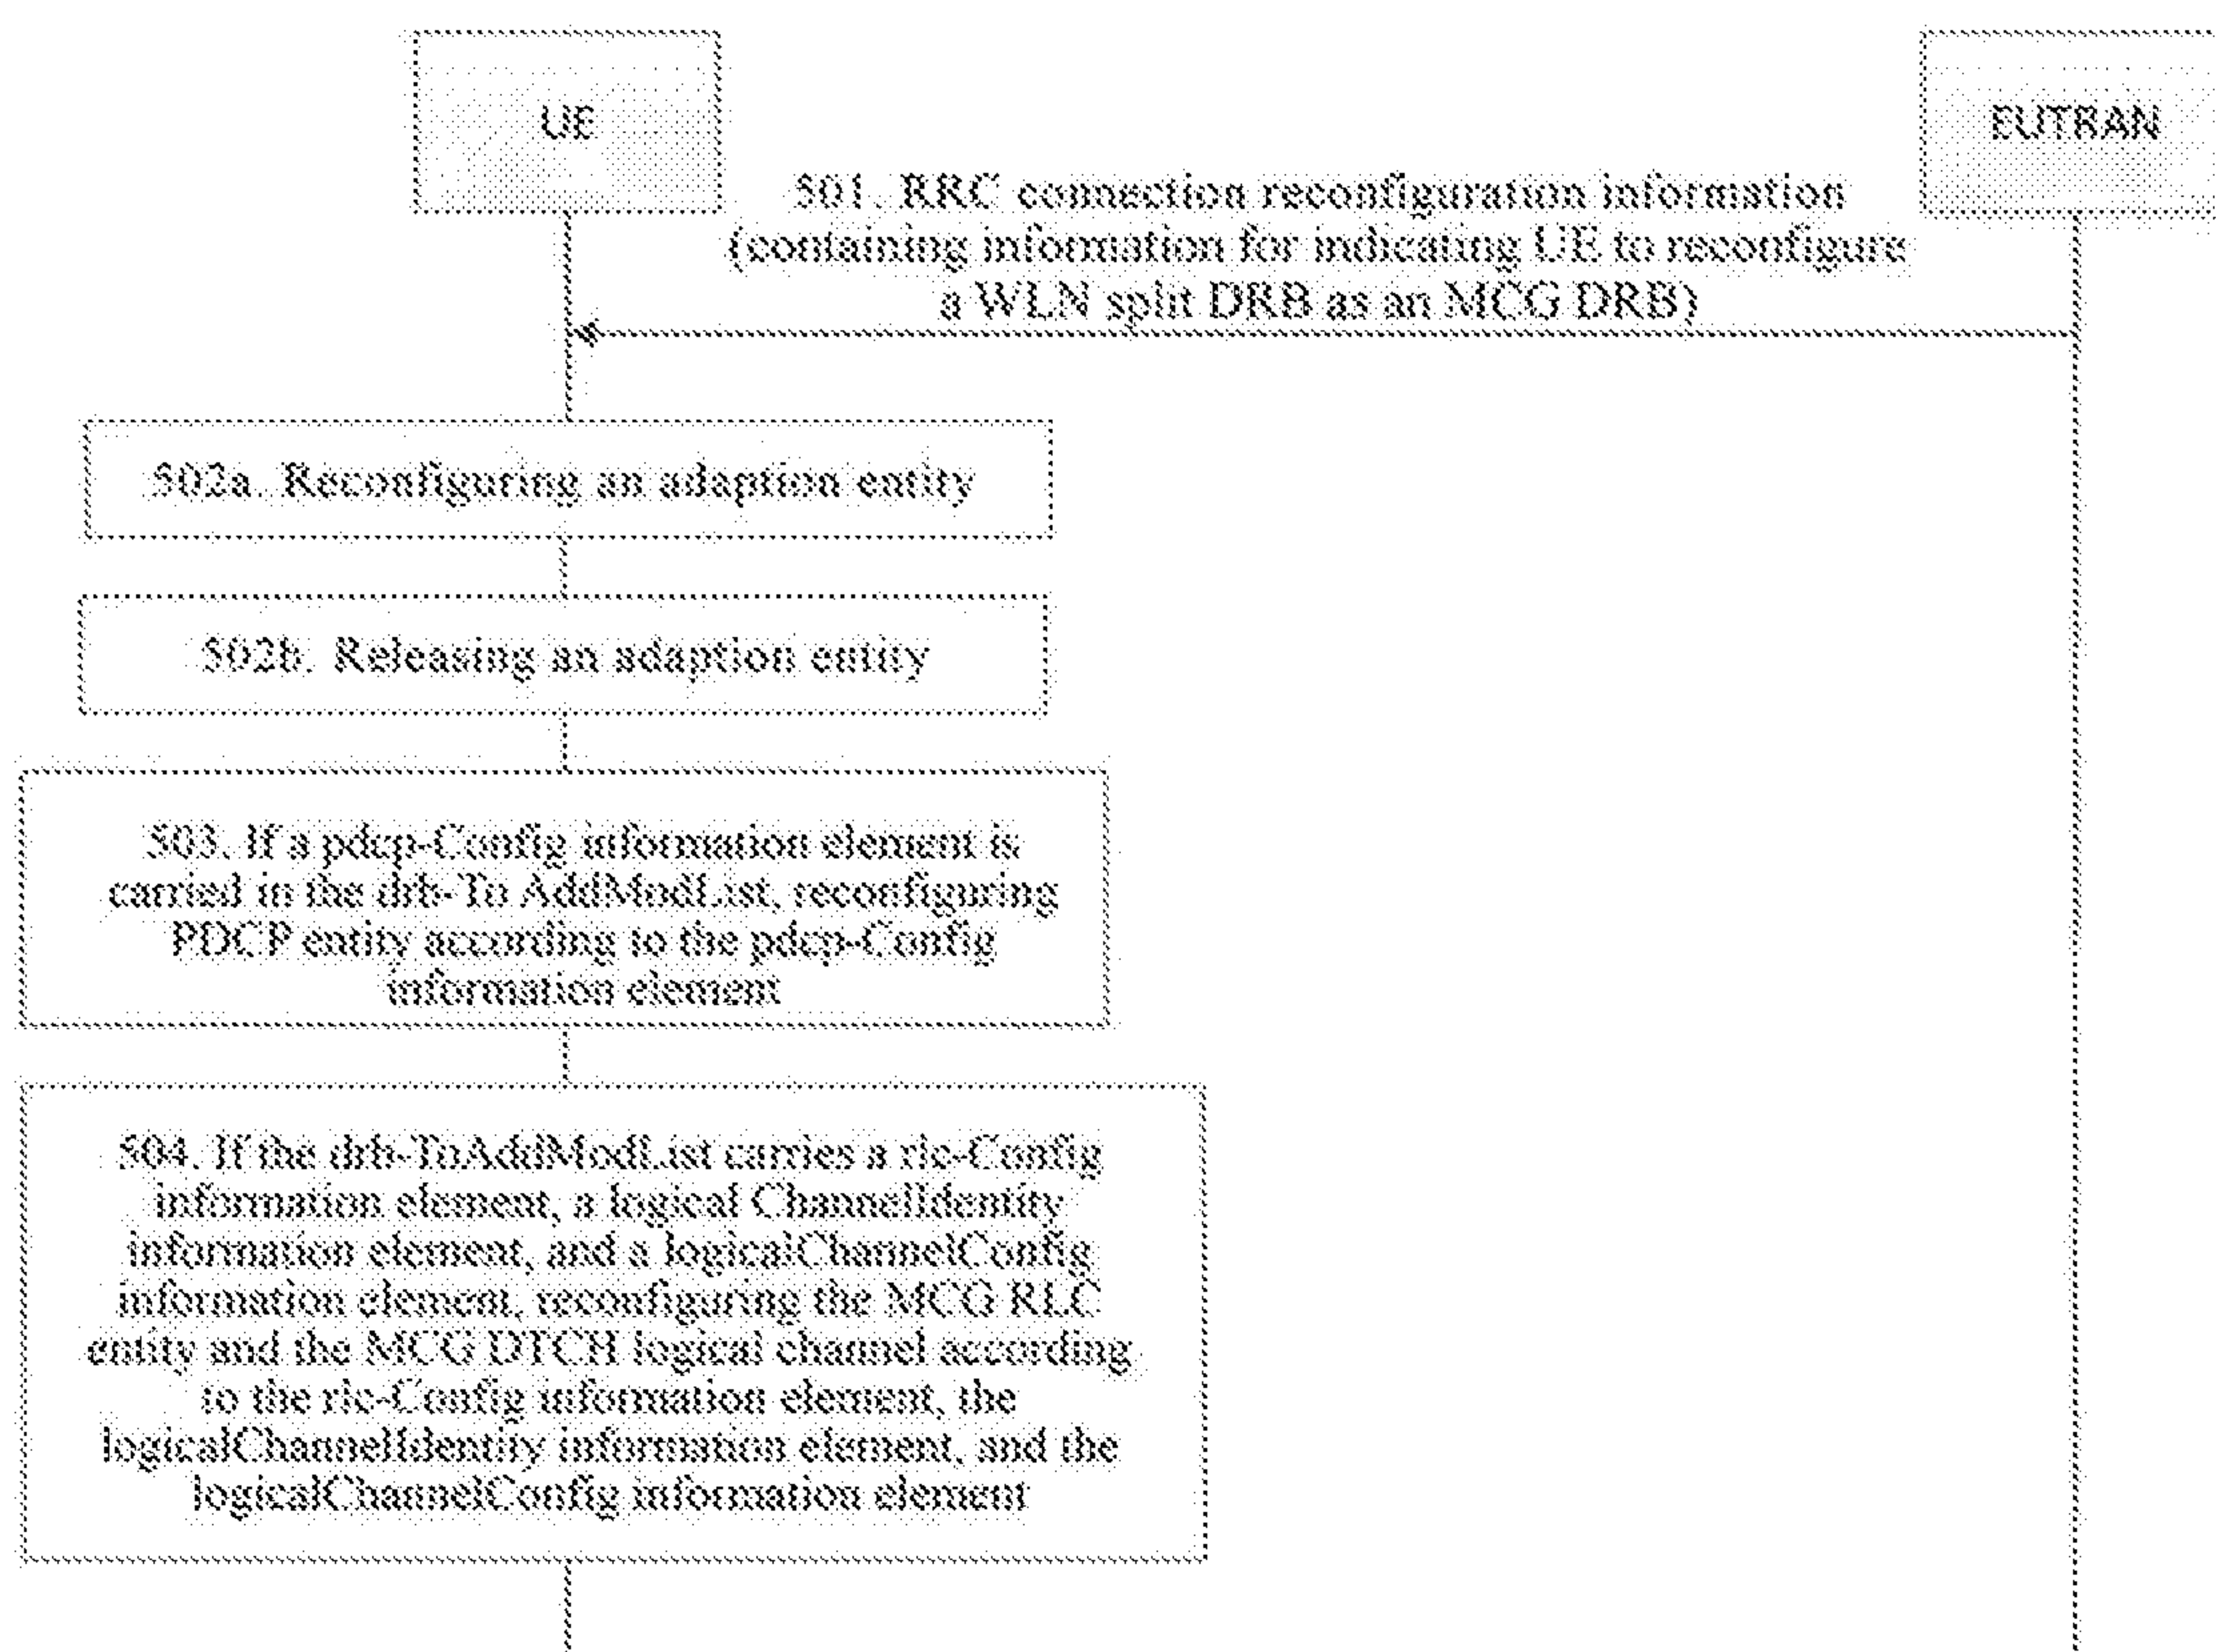 UE
EUTRAN
501. RRC connection reconfiguration information
(containing information for indicating UE to reconfigure
a WLN split DRB as an MCG DRB)
502a. Reconfiguring an adaption entity
502b. Releasing an adaption entity
503. If a pdcp-Config information element is
carried in the drb-To AddModList, reconfiguring
PDCP entity according to the pdcp-Config
information element
504. If the drb-ToAddModList carries a rlc-Config
information element, a logical ChannelIdentity
information element, and a logicalChannelConfig
information element, reconfiguring the MCG RLC
entity and the MCG DTCH logical channel according
to the rlc-Config information element, the
logicalChannelIdentity information element, and the
logicalChannelConfig information element